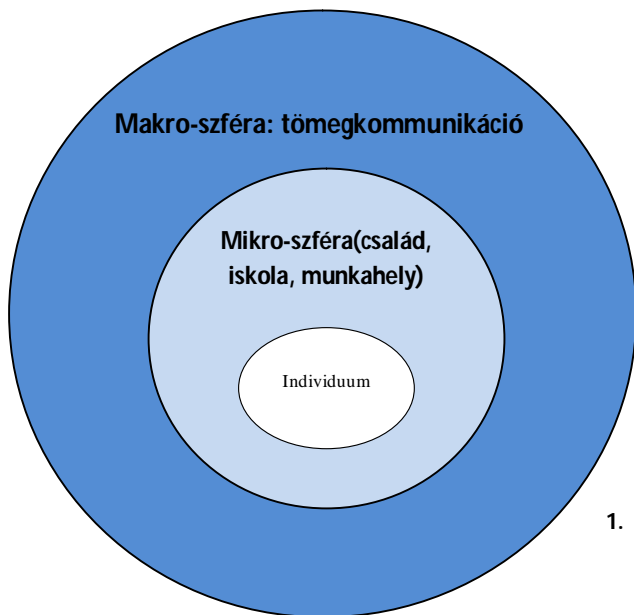 Makro-szféra: tömegkommunikáció
Mikro-szféra(család,
iskola, munkahely)
Individuum
1.